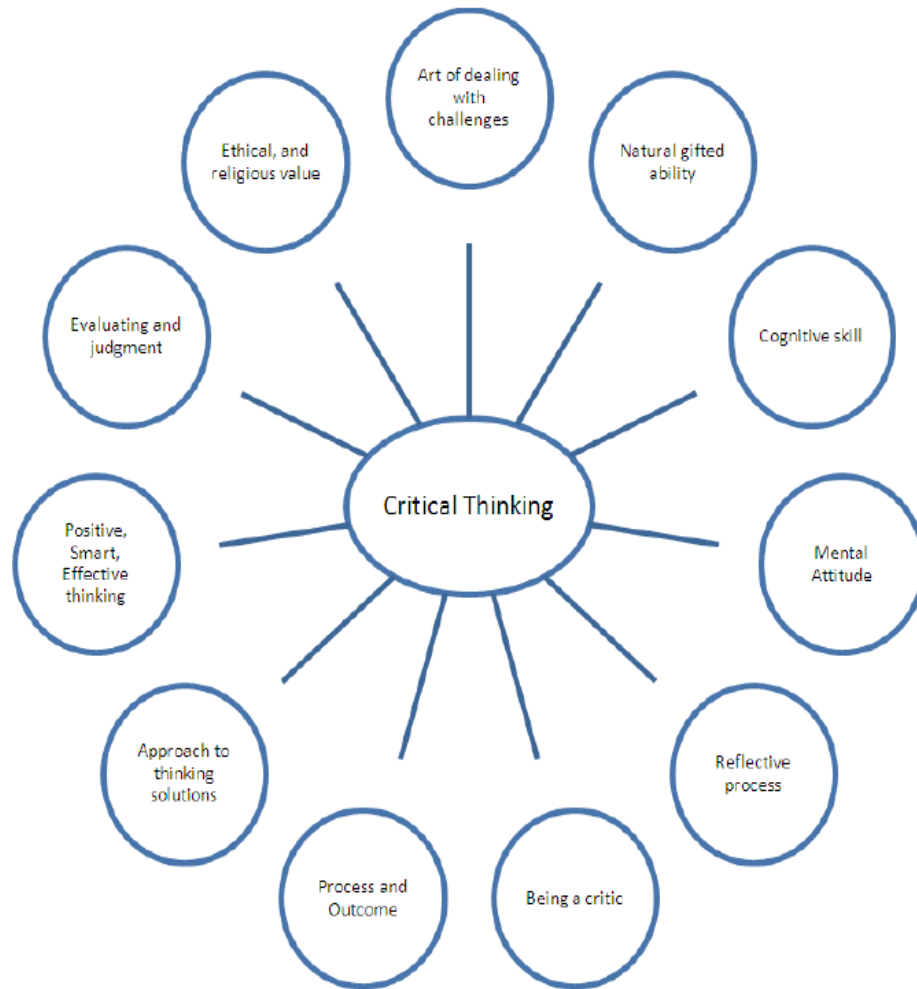 Art of dealing
with
challenges
Natural gifted
ability
Cognitive skill
Mental
Attitude
Reflective
process
Being a critic
Process and
Outcome
Approach to
thinking
solutions
Positive,
Smart,
Effective
thinking
Evaluating and
judgment
Ethical, and
religious value
Critical Thinking